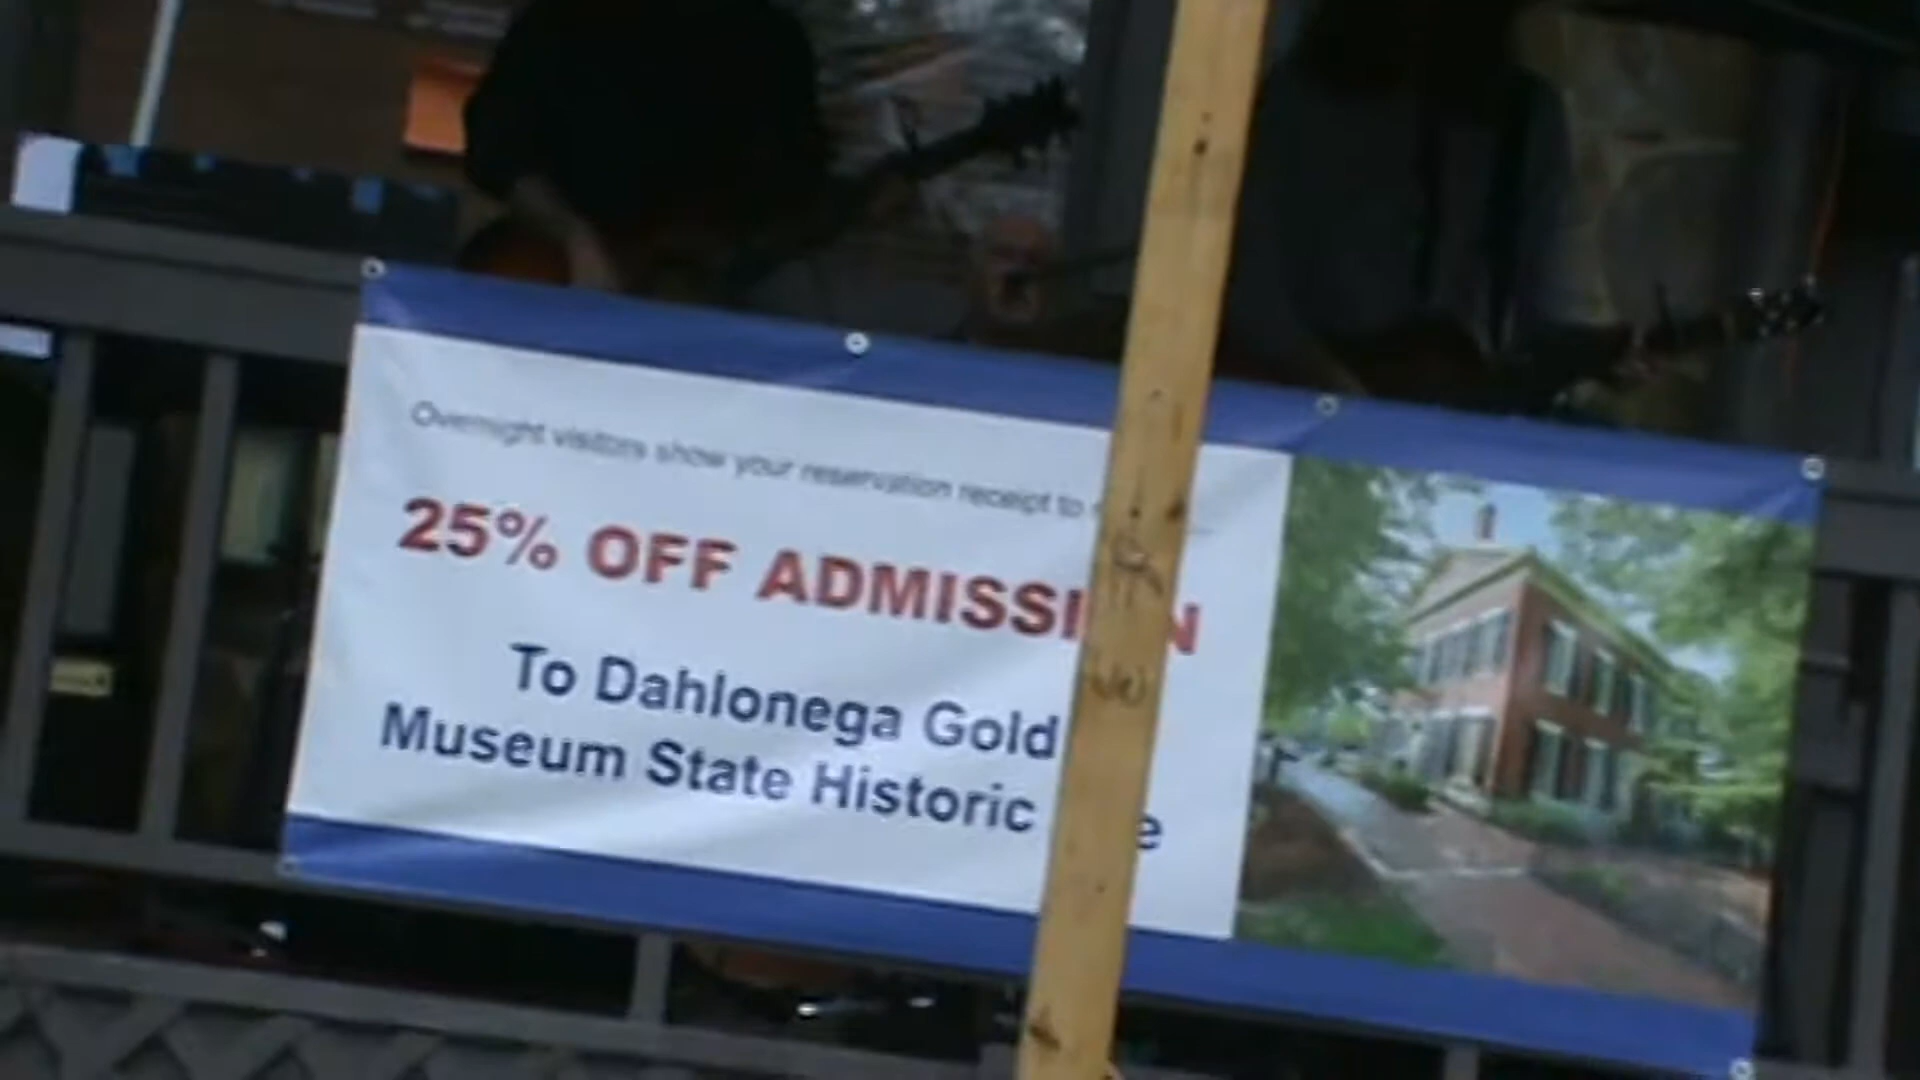 Overnight visitors show your reservation receipt to
25% OFF ADMISSI N
To Dahlonega Gold
Museum State Historic e